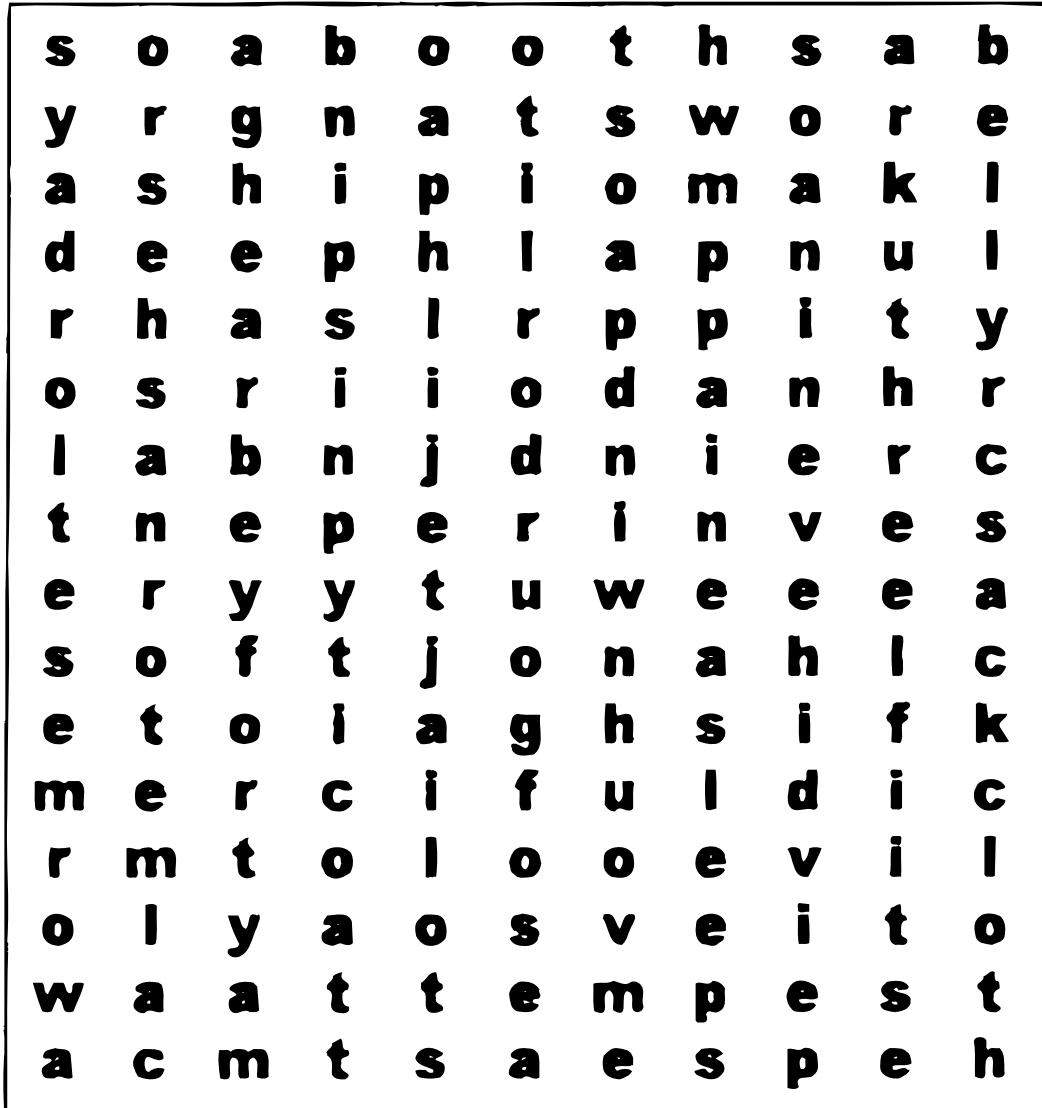 s o a b o o t h s a b
y r g n a t s w o r e
a s h i p i o m a k l
d e e p h l a p n u l
r h a s l r p p i t y
o s r i i o d a n h r
l a b n j d n i e r c
t n e p e r i n v e s
e r y y t u w e e e a
s o f t j o n a h l c
e t o i a g h s i f k
m e r c i f u l d i c
r m t o l o o e v i l
o l y a o s v e i t o
w a a t t e m p e s t
a c m t s a e s p e h